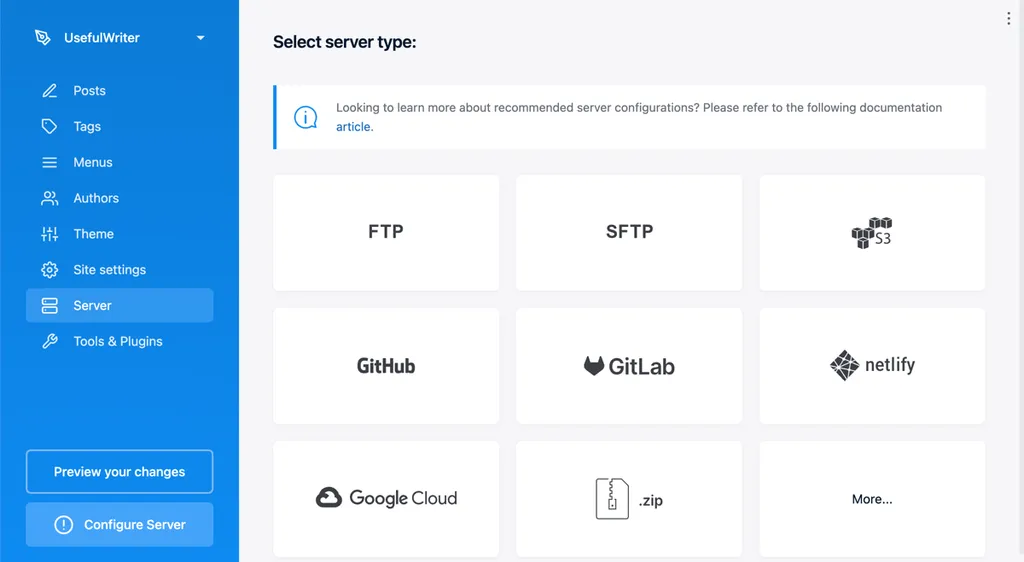 UsefulWriter
Posts
Tags
Menus
Authors
Theme
Site settings
Server
Tools & Plugins
Preview your changes
Configure Server
Select server type:
Looking to learn more about recommended server configurations? Please refer to the following documentation
article.
FTP
SFTP
S3
GitHub
GitLab
netlify
Google Cloud
.zip
More...